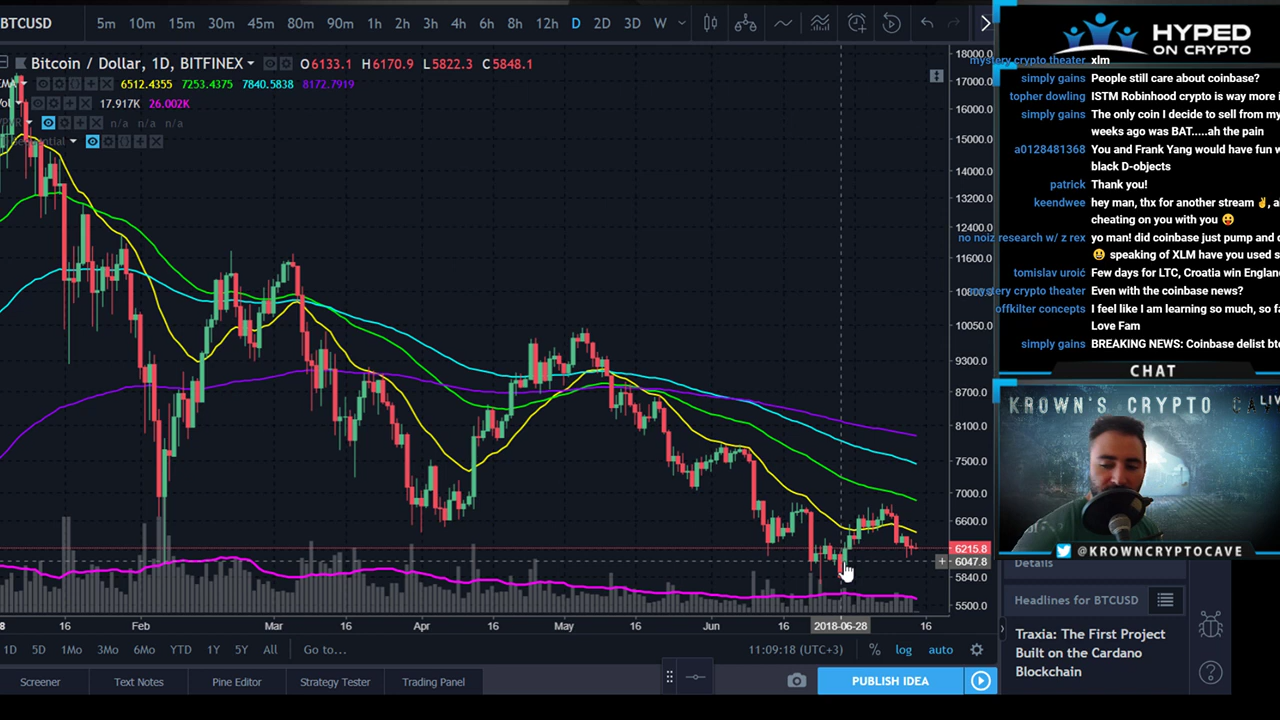 BTCUSD 5m 10m 15m 30m 45m 80m 90m 1h 2h 3h 4h 6h 8h 12h D 2D 3D W
Bitcoin / Dollar, 1D, BITFINEX O6133.1 H6170.9 L5822.3 C5848.1
6512.4355 7253.4375 7840.5838 8172.7919
17.917K 26.002K
n/a n/a n/a
18000.0
17000.0
16000.0
15000.0
14000.0
13200.0
12400.0
11600.0
10050.0
9300.0
8700.0
8100.0
7500.0
7000.0
6600.0
6215.8
6047.8
5840.0
5500.0
16 Feb 16 Mar 16 Apr 16 May Jun 16 2018-06-28 16
1D 5D 1Mo 3Mo 6Mo YTD 1Y 5Y All Go to... 11:09:18 (UTC+3) % log auto
Screener Text Notes Pine Editor Strategy Tester Trading Panel PUBLISH IDEA
HYPED
ON CRYPTO
mystery crypto theater xlm
simply gains People still care about coinbase?
topher dowling ISTM Robinhood crypto is way more
simply gains The only coin I decide to sell from my
weeks ago was BAT.....ah the pain
a0128481368 You and Frank Yang would have fun
black D-objects
patrick Thank you!
keendwee hey man, thx for another stream ✌, a
cheating on you with you 😜
no noiz research w/ z rex yo man! did coinbase just pump and
😃 speaking of XLM have you used
tomislav uroić Few days for LTC, Croatia win England
mystery crypto theater Even with the coinbase news?
offkilter concepts I feel like I am learning so much, so
Love Fam
simply gains BREAKING NEWS: Coinbase delist
CHAT
KROWN'S CRYPTO CAVE
LIV
@KROWNCRYPTOCAVE
Details
Headlines for BTCUSD
Traxia: The First Project
Built on the Cardano
Blockchain